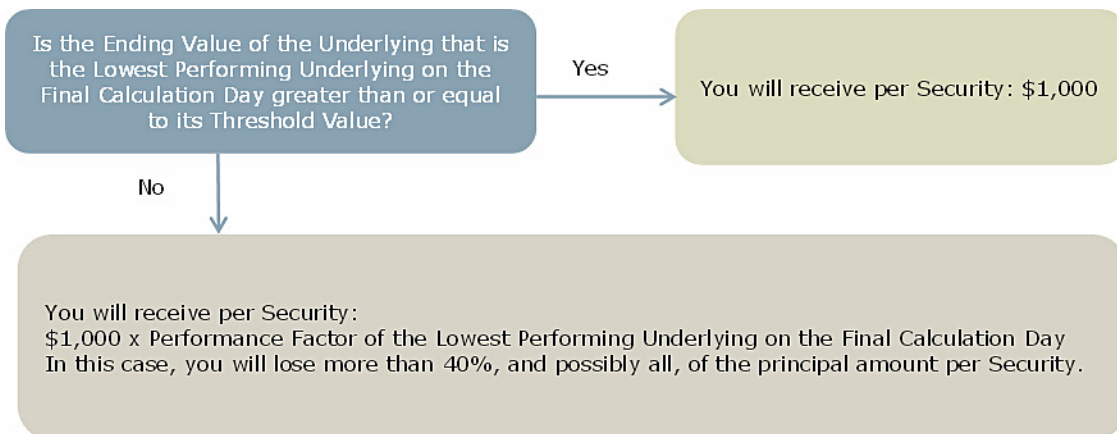 Is the Ending Value of the Underlying that is
the Lowest Performing Underlying on the
Final Calculation Day greater than or equal
to its Threshold Value?
Yes
You will receive per Security: $1,000
No
You will receive per Security:
$1,000 x Performance Factor of the Lowest Performing Underlying on the Final Calculation Day
In this case, you will lose more than 40%, and possibly all, of the principal amount per Security.